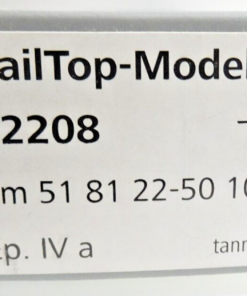 ailTop-Model
2208
m 51 81 22-50 10
p. IV a
tann